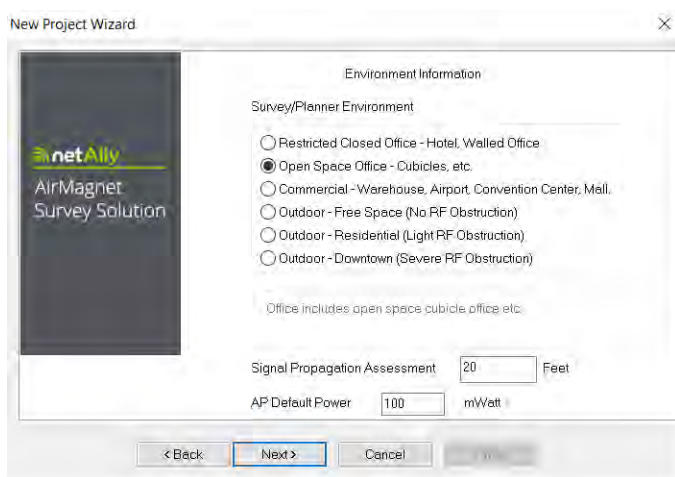 New Project Wizard
Environment Information
Survey/Planner Environment
Restricted Closed Office - Hotel, Walled Office
Open Space Office - Cubicles, etc.
Commercial - Warehouse, Airport, Convention Center, Mall.
Outdoor - Free Space (No RF Obstruction)
Outdoor - Residential (Light RF Obstruction)
Outdoor - Downtown (Severe RF Obstruction)
netAlly
AirMagnet
Survey Solution
Office includes open space cubicle office etc.
Signal Propagation Assessment 20 Feet
AP Default Power 100 mWatt
< Back Next > Cancel